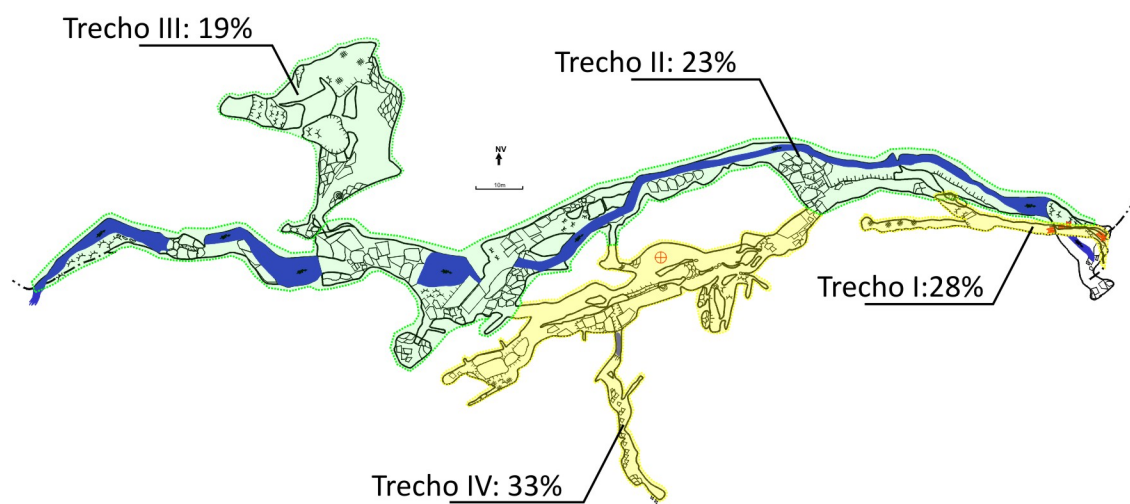 Trecho III: 19%
Trecho II: 23%
NV
10m
Trecho I:28%
Trecho IV: 33%